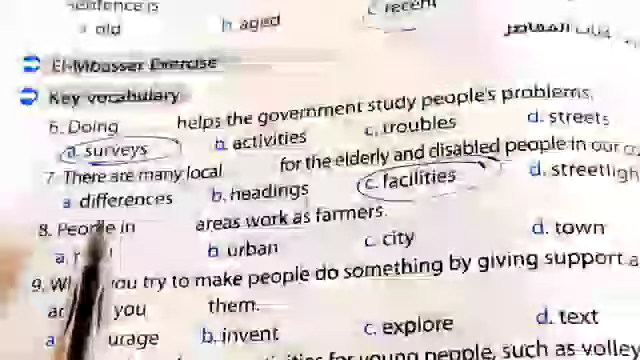 sentence is
a. old b. aged c. recent
El-Moasser Exercise
Key vocabulary
6. Doing helps the government study people's problems.
a. surveys b. activities c. troubles d. streets
7. There are many local for the elderly and disabled people in our
a. differences b. headings c. facilities d. streetligh
8. People in areas work as farmers.
a. b. urban c. city d. town
9. you try to make people do something by giving support a
you them.
a urage b. invent c. explore d. text
for young people, such as volley